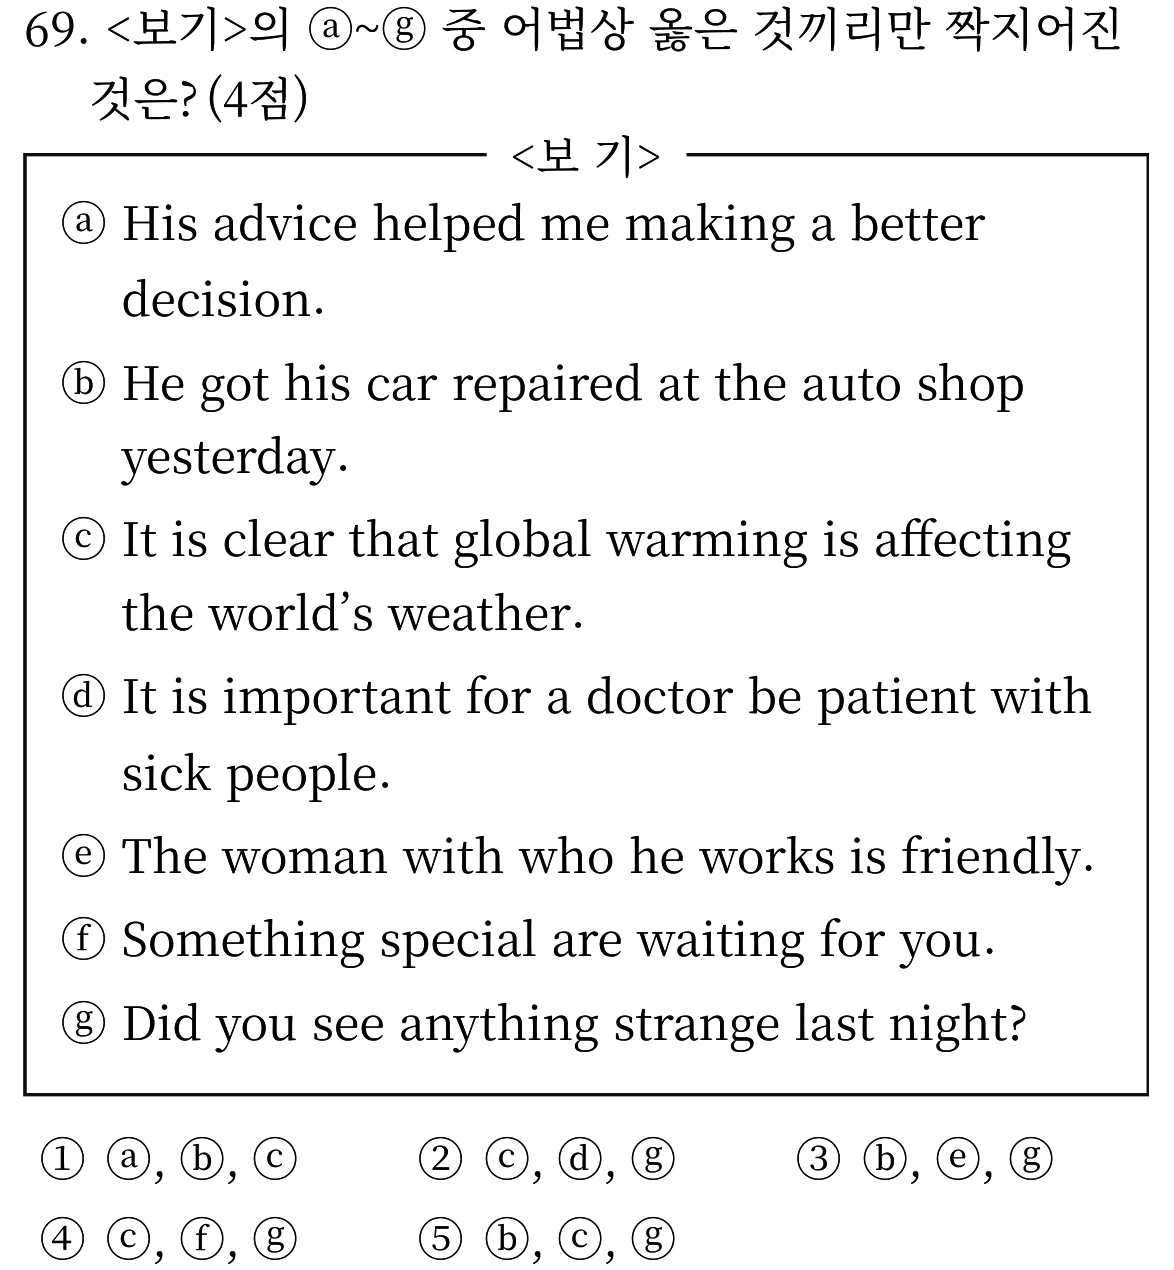 69. <보기>의 ⓐ~ⓖ 중 어법상 옳은 것끼리만 짝지어진
것은? (4점)
<보 기>
ⓐ His advice helped me making a better
decision.
ⓑ He got his car repaired at the auto shop
yesterday.
ⓒ It is clear that global warming is affecting
the world’s weather.
ⓓ It is important for a doctor be patient with
sick people.
ⓔ The woman with who he works is friendly.
ⓕ Something special are waiting for you.
ⓖ Did you see anything strange last night?
① ⓐ, ⓑ, ⓒ ② ⓒ, ⓓ, ⓖ ③ ⓑ, ⓔ, ⓖ
④ ⓒ, ⓕ, ⓖ ⑤ ⓑ, ⓒ, ⓖ